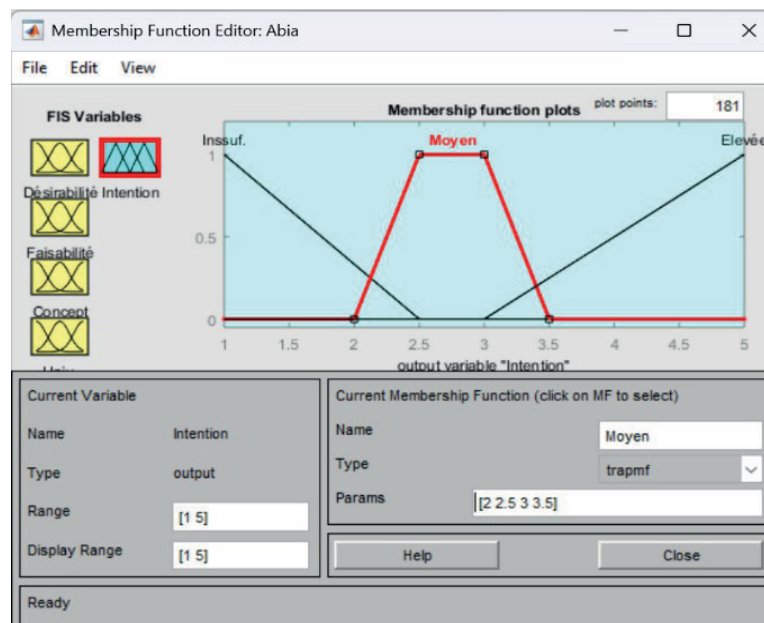 Membership Function Editor: Abia
File Edit View
FIS Variables
Désirabilité Intention
Faisabilité
Concept
Membership function plots
plot points: 181
Inssuf. Moyen Elevée
1
0.5
0
1 1.5 2 2.5 3 3.5 4 4.5 5
output variable "Intention"
Current Variable
Name Intention
Type output
Range [1 5]
Display Range [1 5]
Current Membership Function (click on MF to select)
Name Moyen
Type trapmf
Params [2 2.5 3 3.5]
Help Close
Ready